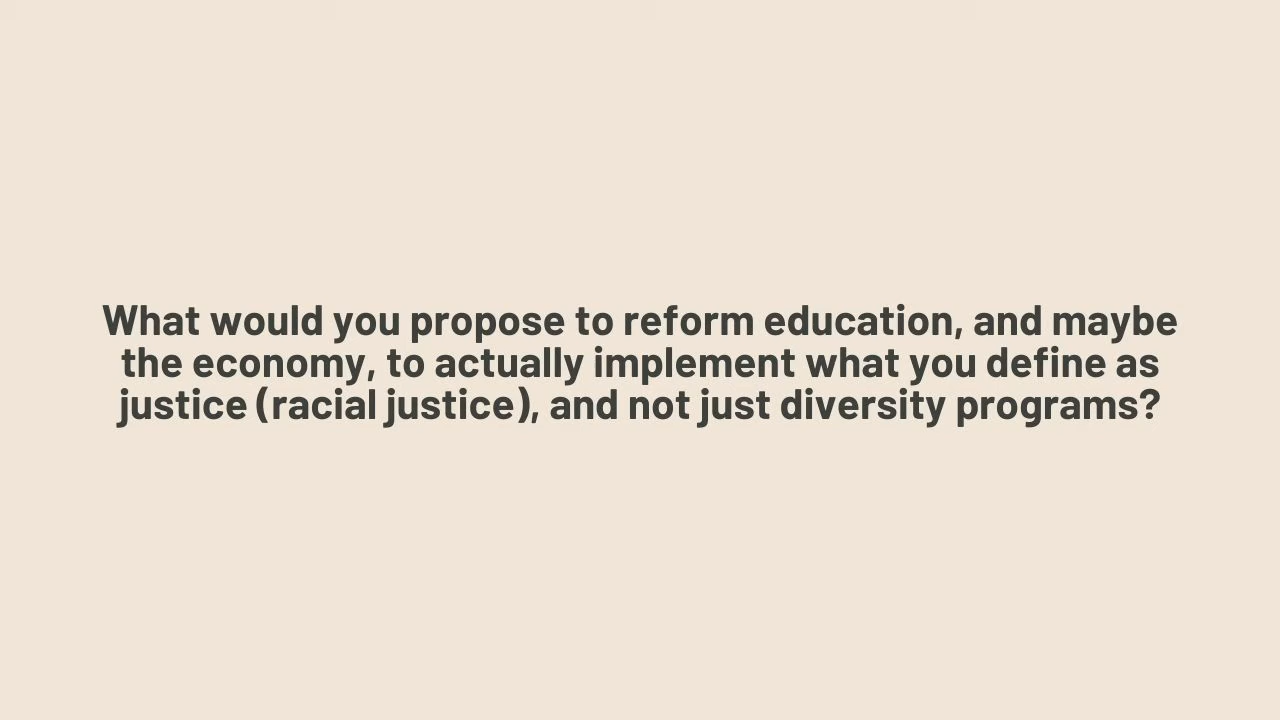 What would you propose to reform education, and maybe
the economy, to actually implement what you define as
justice (racial justice), and not just diversity programs?